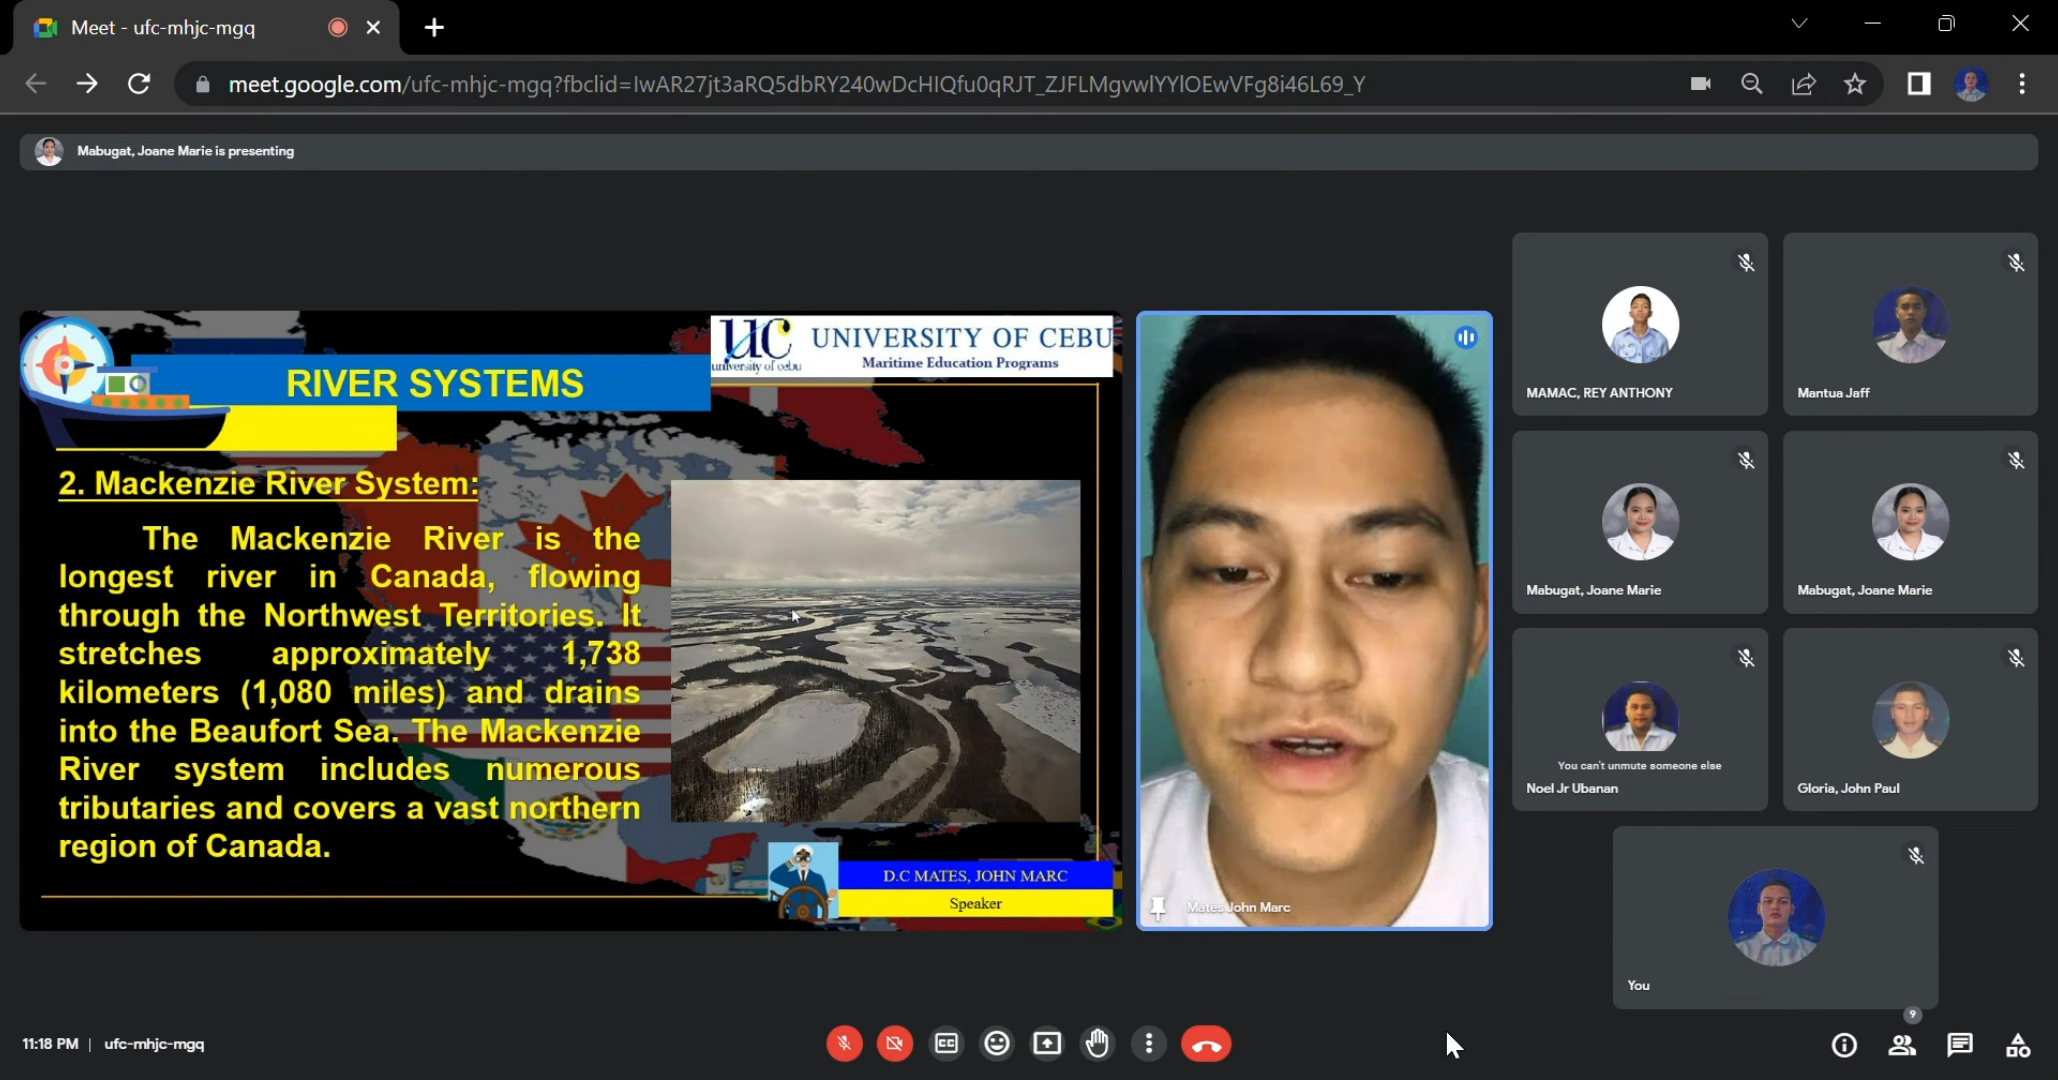 Meet - ufc-mhjc-mgq
meet.google.com/ufc-mhjc-mgq?fbclid=IwAR27jt3aRQ5dbRY240wDcHIQfu0qRJT_ZJFLMgvwlYYlOEwVFg8i46L69_Y
Mabugat, Joane Marie is presenting
UC
university of cebu
UNIVERSITY OF CEBU
Maritime Education Programs
RIVER SYSTEMS
2. Mackenzie River System:
The Mackenzie River is the
longest river in Canada, flowing
through the Northwest Territories. It
stretches approximately 1,738
kilometers (1,080 miles) and drains
into the Beaufort Sea. The Mackenzie
River system includes numerous
tributaries and covers a vast northern
region of Canada.
D.C MATES, JOHN MARC
Speaker
Mates John Marc
MAMAC, REY ANTHONY
Mantua Jaff
Mabugat, Joane Marie
Mabugat, Joane Marie
You can't unmute someone else
Noel Jr Ubanan
Gloria, John Paul
You
9
11:18 PM | ufc-mhjc-mgq
CC